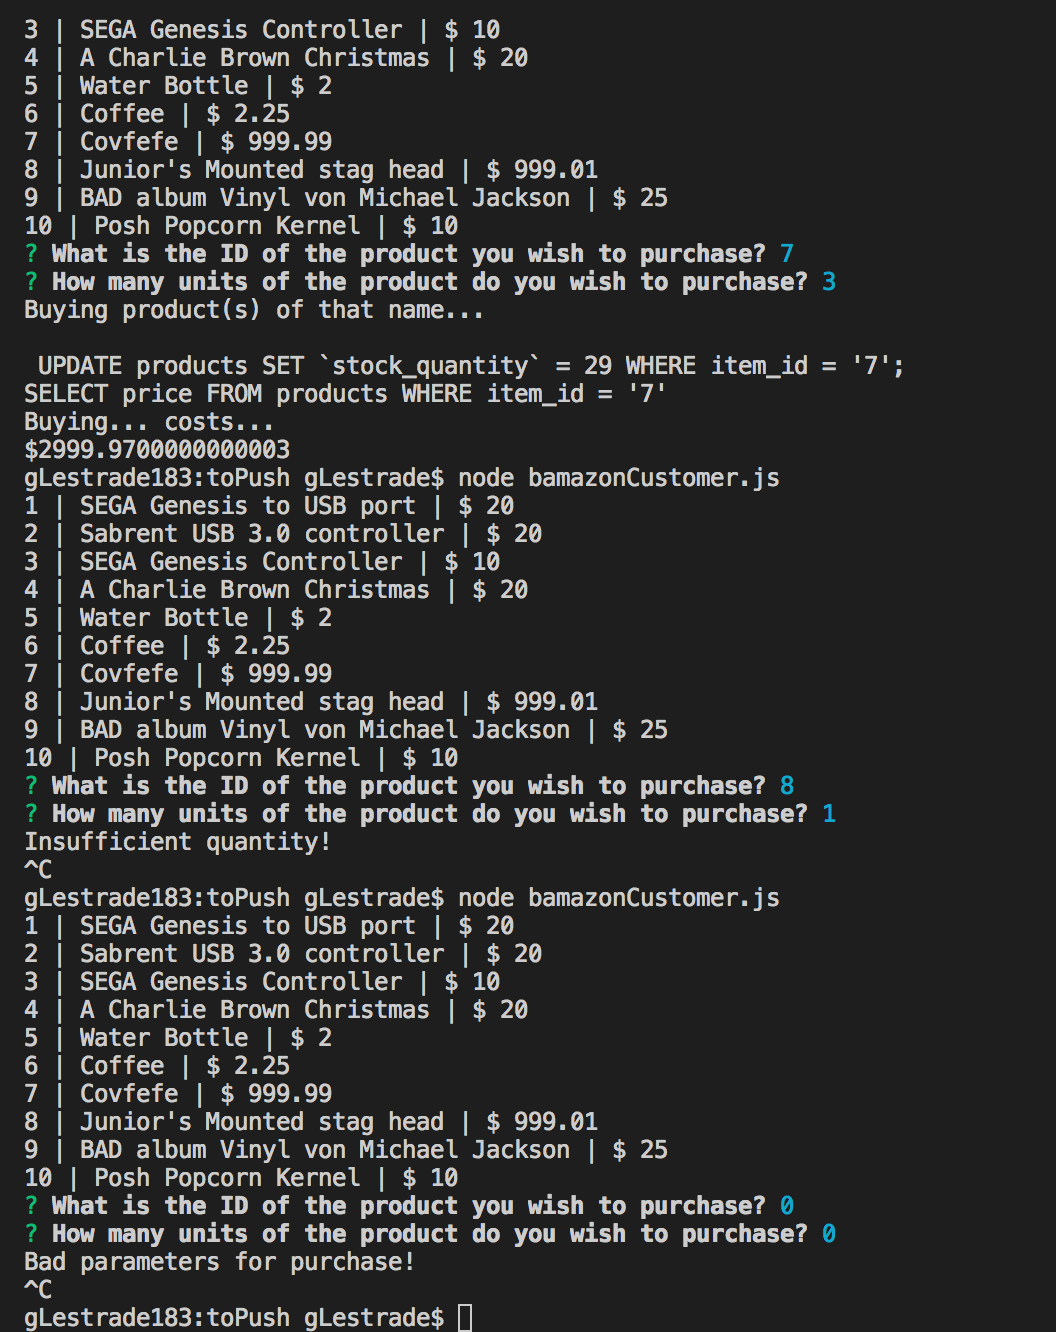 3 | SEGA Genesis Controller | $ 10
4 | A Charlie Brown Christmas | $ 20
5 | Water Bottle | $ 2
6 | Coffee | $ 2.25
7 | Covfefe | $ 999.99
8 | Junior's Mounted stag head | $ 999.01
9 | BAD album Vinyl von Michael Jackson | $ 25
10 | Posh Popcorn Kernel | $ 10
? What is the ID of the product you wish to purchase? 7
? How many units of the product do you wish to purchase? 3
Buying product(s) of that name...

 UPDATE products SET `stock_quantity` = 29 WHERE item_id = '7';
SELECT price FROM products WHERE item_id = '7'
Buying... costs...
$2999.9700000000003
gLestrade183:toPush gLestrade$ node bamazonCustomer.js
1 | SEGA Genesis to USB port | $ 20
2 | Sabrent USB 3.0 controller | $ 20
3 | SEGA Genesis Controller | $ 10
4 | A Charlie Brown Christmas | $ 20
5 | Water Bottle | $ 2
6 | Coffee | $ 2.25
7 | Covfefe | $ 999.99
8 | Junior's Mounted stag head | $ 999.01
9 | BAD album Vinyl von Michael Jackson | $ 25
10 | Posh Popcorn Kernel | $ 10
? What is the ID of the product you wish to purchase? 8
? How many units of the product do you wish to purchase? 1
Insufficient quantity!
^C
gLestrade183:toPush gLestrade$ node bamazonCustomer.js
1 | SEGA Genesis to USB port | $ 20
2 | Sabrent USB 3.0 controller | $ 20
3 | SEGA Genesis Controller | $ 10
4 | A Charlie Brown Christmas | $ 20
5 | Water Bottle | $ 2
6 | Coffee | $ 2.25
7 | Covfefe | $ 999.99
8 | Junior's Mounted stag head | $ 999.01
9 | BAD album Vinyl von Michael Jackson | $ 25
10 | Posh Popcorn Kernel | $ 10
? What is the ID of the product you wish to purchase? 0
? How many units of the product do you wish to purchase? 0
Bad parameters for purchase!
^C
gLestrade183:toPush gLestrade$